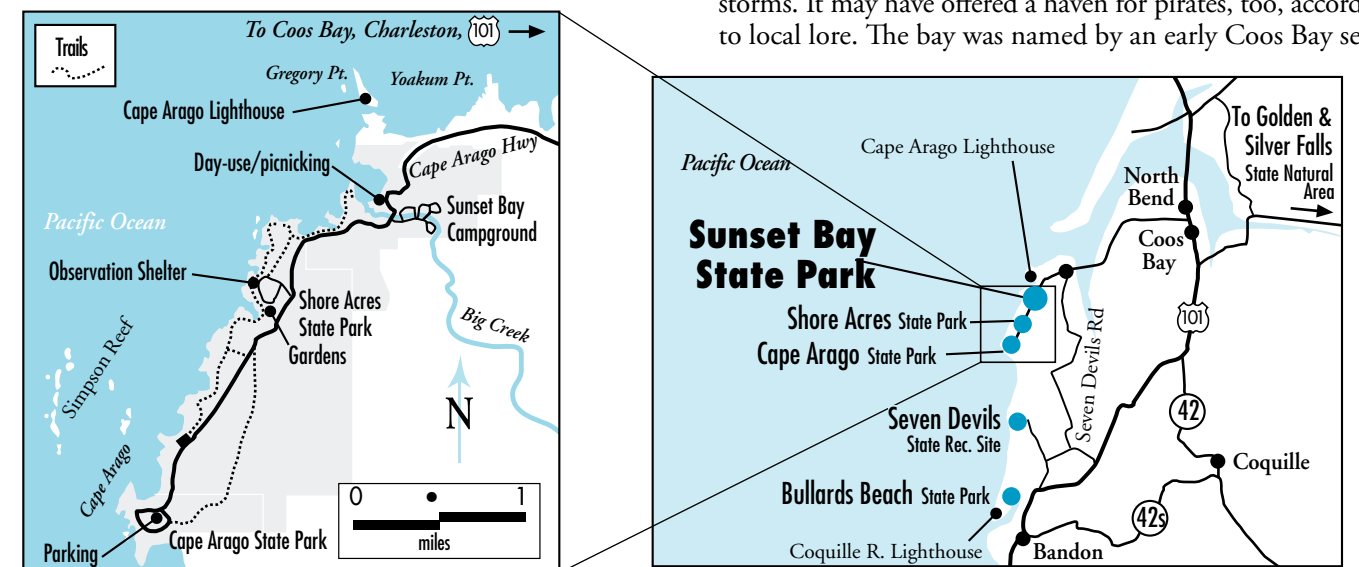 storms. It may have offered a haven for pirates, too, accord
to local lore. The bay was named by an early Coos Bay se
Trails
To Coos Bay, Charleston, 101
Gregory Pt.
Yoakum Pt.
Cape Arago Lighthouse
Day-use/picnicking
Cape Arago Hwy
Sunset Bay
Campground
Pacific Ocean
Observation Shelter
Shore Acres
State Park
Gardens
Big Creek
Simpson Reef
N
Cape Arago
0 1
miles
Parking
Cape Arago State Park
To Golden &
Silver Falls
State Natural
Area
Cape Arago Lighthouse
Pacific Ocean
North
Bend
Coos
Bay
Sunset Bay
State Park
Shore Acres State Park
Cape Arago State Park
101
Seven Devils Rd
Seven Devils
State Rec. Site
42
Coquille
Bullards Beach State Park
42s
Coquille R. Lighthouse
Bandon